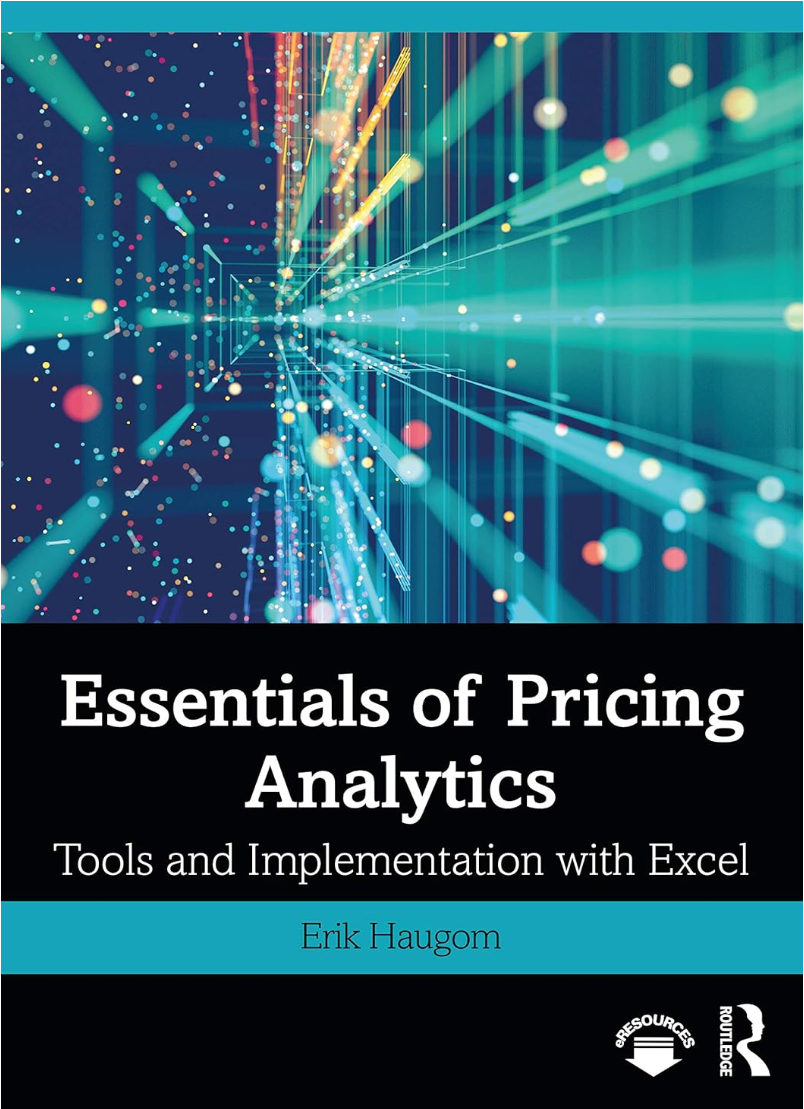 Essentials of Pricing
Analytics
Tools and Implementation with Excel
Erik Haugom
eRESOURCES
ROUTLEDGE